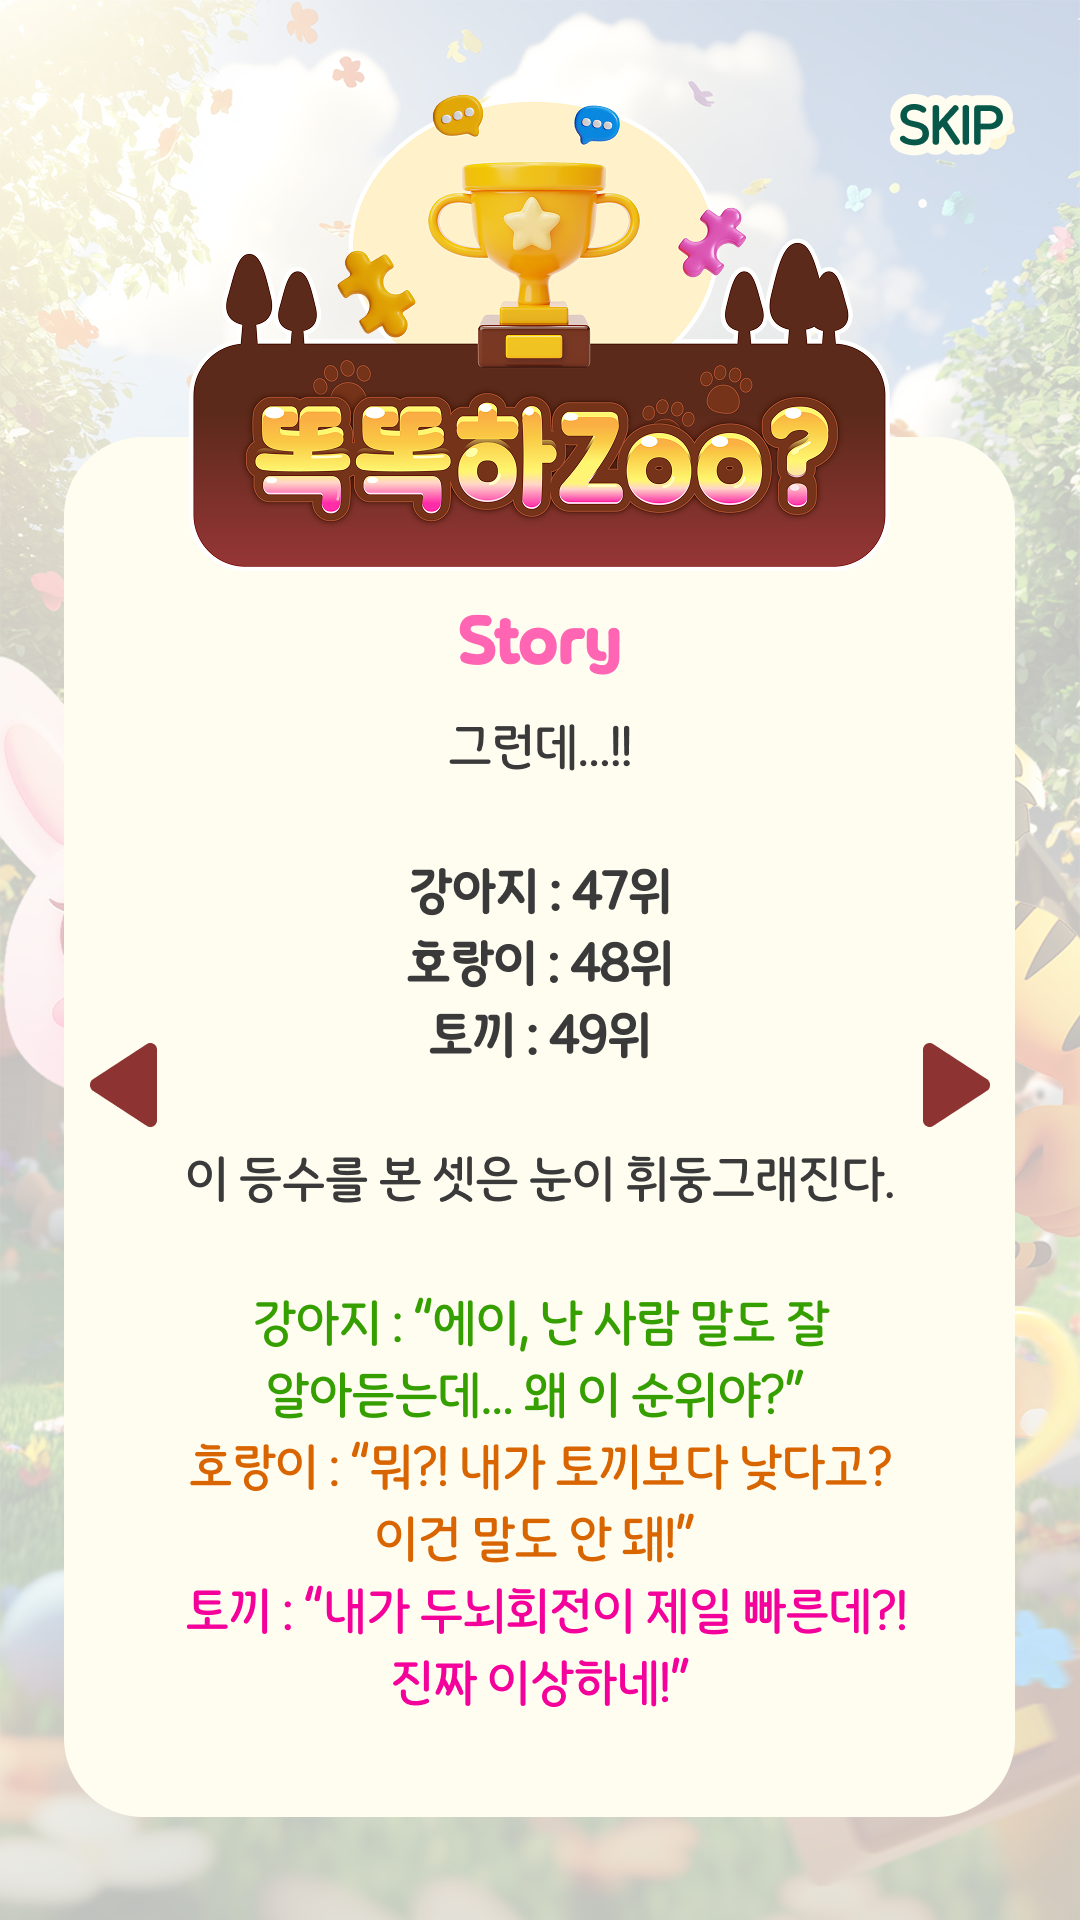 SKIP
똑똑하Zoo?
Story
그런데...!!
강아지 : 47위
호랑이 : 48위
토끼 : 49위
이 등수를 본 셋은 눈이 휘둥그래진다.
강아지 : “에이, 난 사람 말도 잘
알아듣는데... 왜 이 순위야?”
호랑이 : “뭐?! 내가 토끼보다 낮다고?
이건 말도 안 돼!”
토끼 : “내가 두뇌회전이 제일 빠른데?!
진짜 이상하네!”